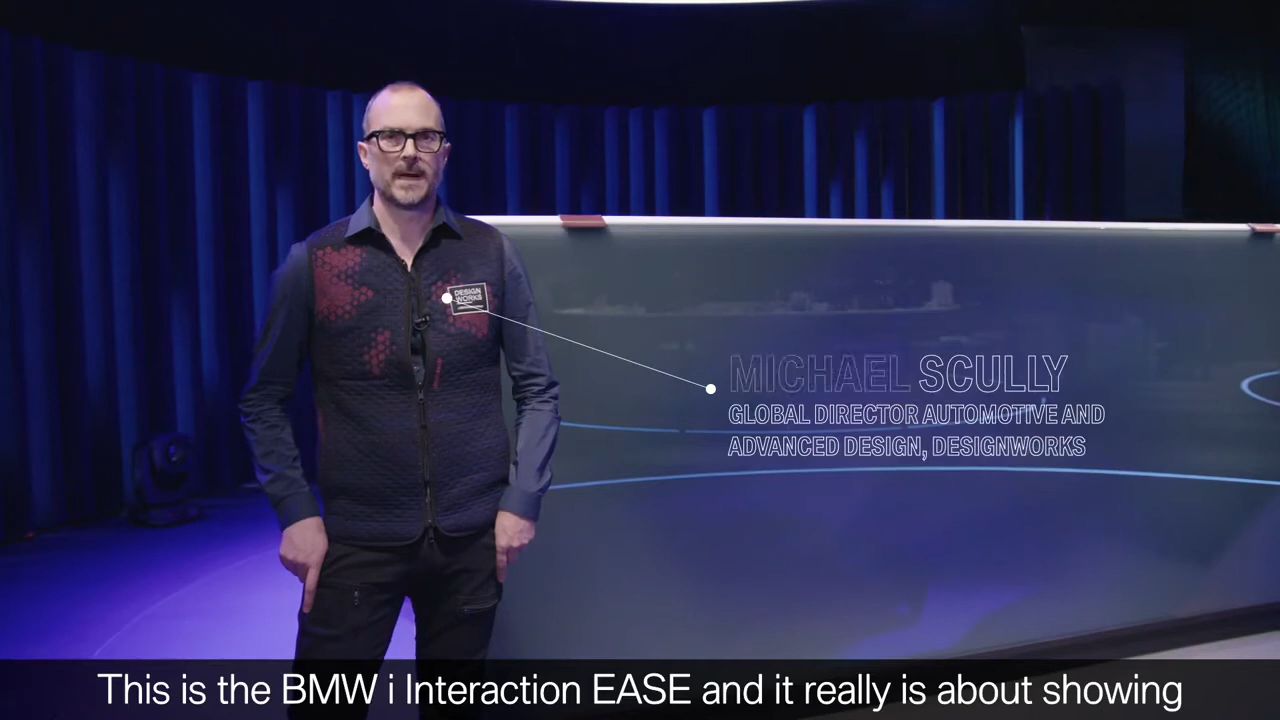 DESIGN
WORKS
MICHAEL SCULLY
GLOBAL DIRECTOR AUTOMOTIVE AND
ADVANCED DESIGN, DESIGNWORKS
This is the BMW i Interaction EASE and it really is about showing